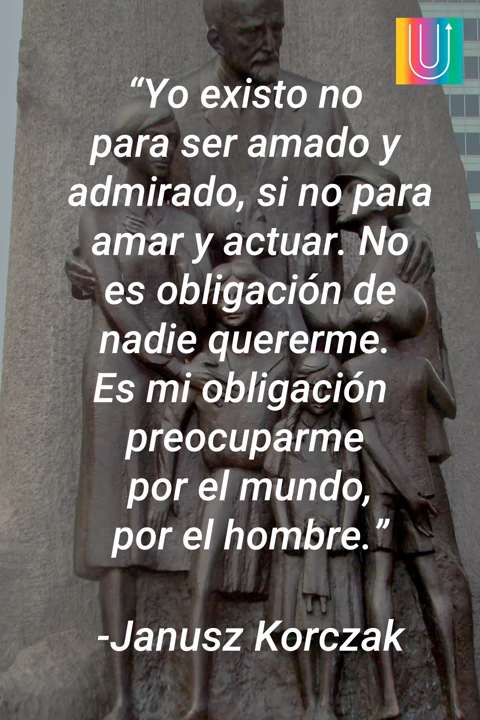 “Yo existo no
para ser amado y
admirado, si no para
amar y actuar. No
es obligación de
nadie quererme.
Es mi obligación
preocuparme
por el mundo,
por el hombre.”
-Janusz Korczak